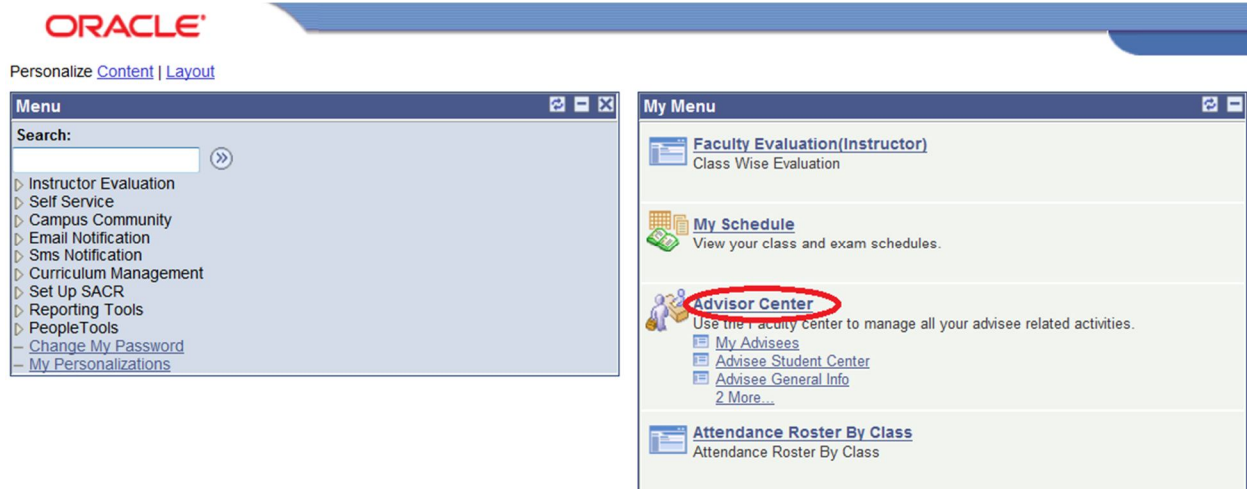 ORACLE
Personalize Content | Layout
Menu
Search:
Instructor Evaluation
Self Service
Campus Community
Email Notification
Sms Notification
Curriculum Management
Set Up SACR
Reporting Tools
PeopleTools
Change My Password
My Personalizations
My Menu
Faculty Evaluation(Instructor)
Class Wise Evaluation
My Schedule
View your class and exam schedules.
Advisor Center
Use the Faculty center to manage all your advisee related activities.
My Advisees
Advisee Student Center
Advisee General Info
2 More...
Attendance Roster By Class
Attendance Roster By Class